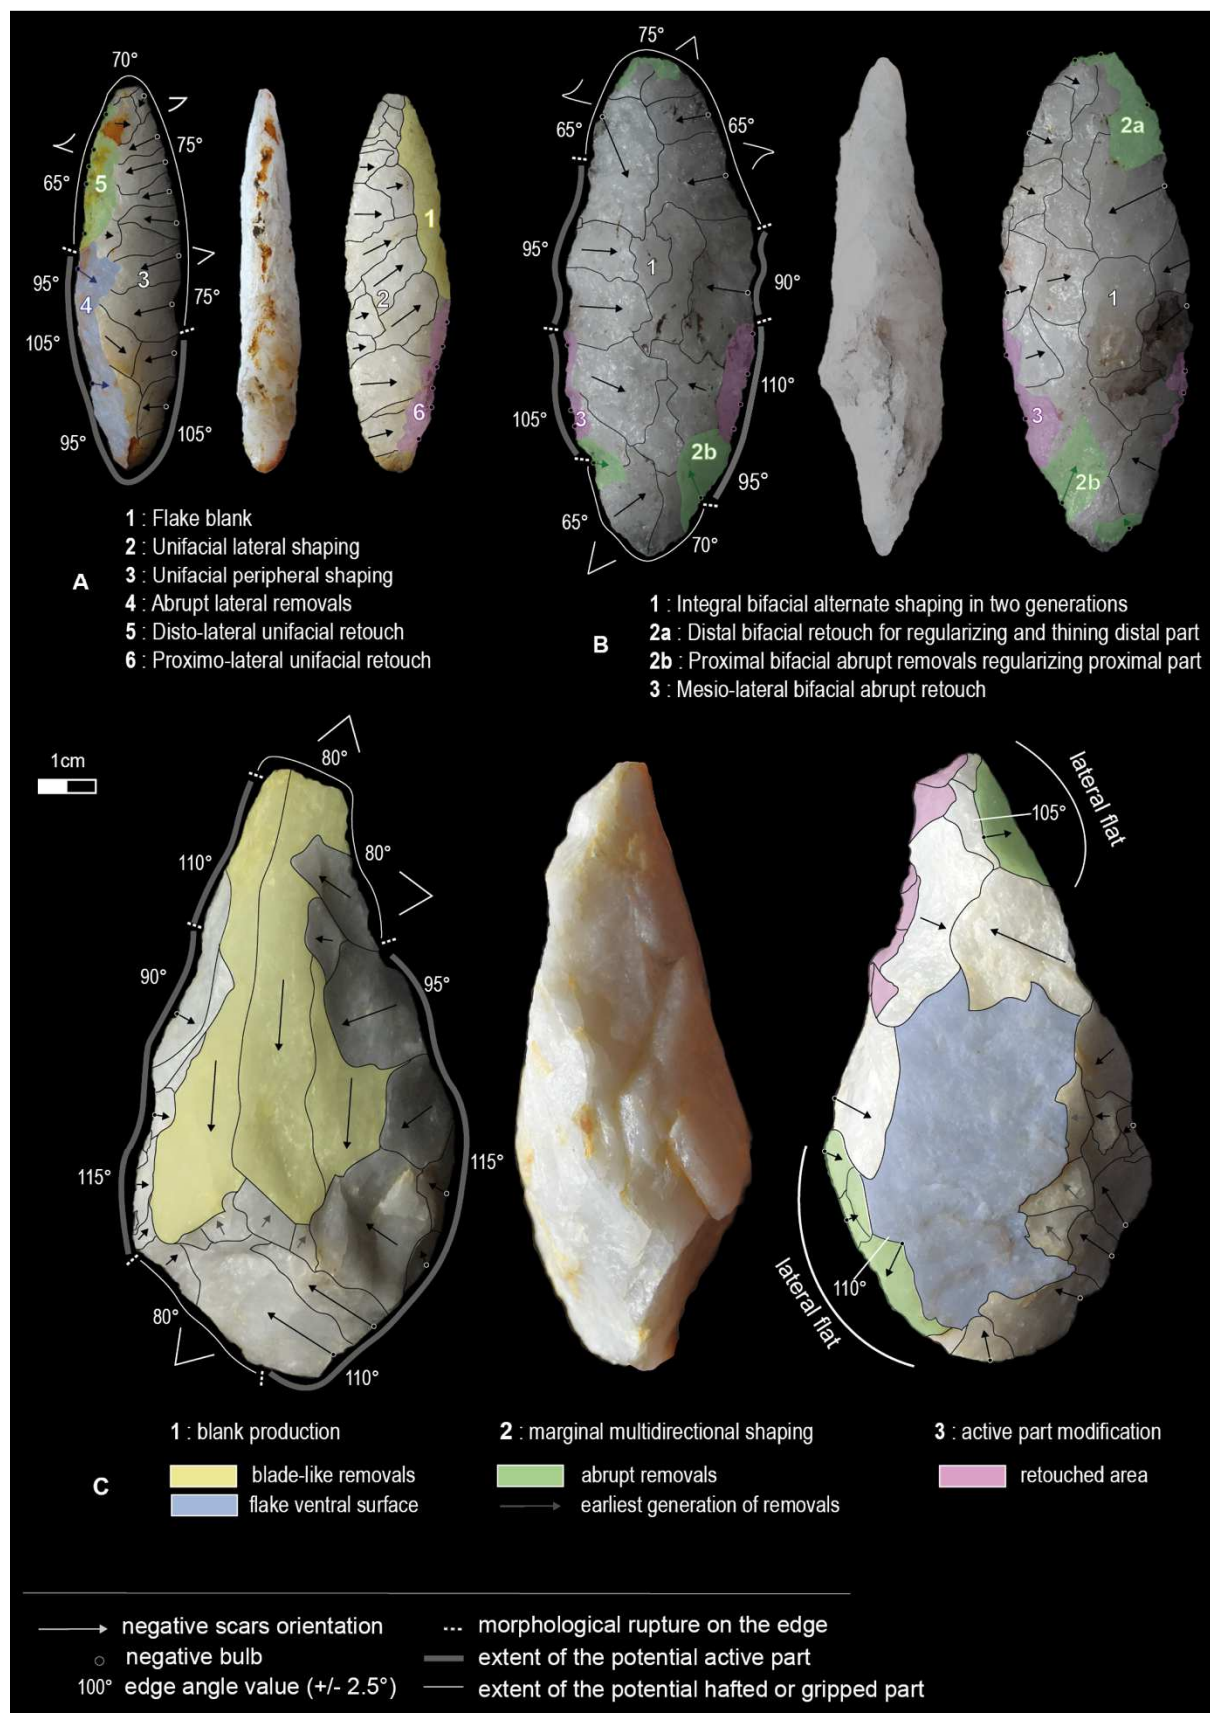 70°
75°
65°
75°
95°
105°
95°
105°
5
3
4
1
2
6
75°
65°
65°
95°
90°
105°
110°
95°
65°
70°
1
3
2b
2a
1
3
2b
1 : Flake blank
2 : Unifacial lateral shaping
3 : Unifacial peripheral shaping
4 : Abrupt lateral removals
5 : Disto-lateral unifacial retouch
6 : Proximo-lateral unifacial retouch
A
1 : Integral bifacial alternate shaping in two generations
2a : Distal bifacial retouch for regularizing and thining distal part
2b : Proximal bifacial abrupt removals regularizing proximal part
3 : Mesio-lateral bifacial abrupt retouch
B
1cm
80°
110°
80°
90°
95°
115°
115°
80°
110°
lateral flat
105°
110°
lateral flat
1 : blank production
2 : marginal multidirectional shaping
3 : active part modification
C
blade-like removals
abrupt removals
retouched area
flake ventral surface
earliest generation of removals
negative scars orientation
morphological rupture on the edge
negative bulb
extent of the potential active part
100° edge angle value (+/- 2.5°)
extent of the potential hafted or gripped part